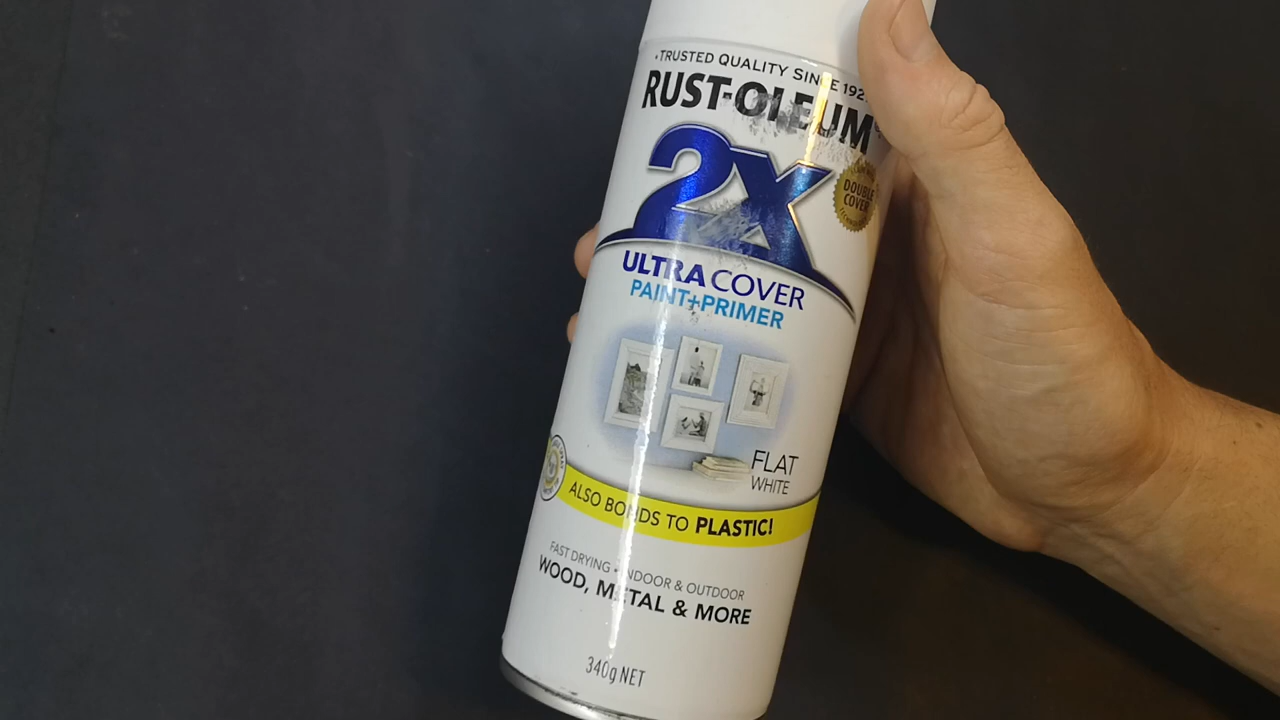 TRUSTED QUALITY SINCE 192
RUST-OLEUM
2X
DOUBLE
COVER
ULTRA COVER
PAINT+PRIMER
FLAT
WHITE
ALSO BONDS TO PLASTIC!
FAST DRYING • INDOOR & OUTDOOR
WOOD, METAL & MORE
340g NET